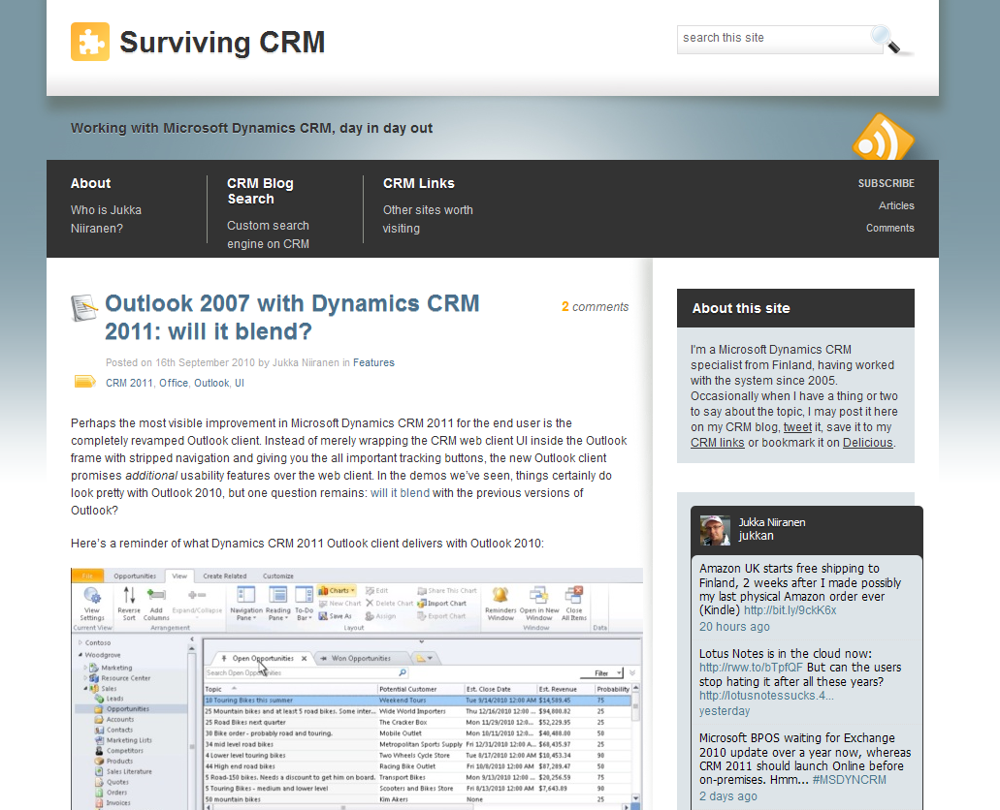 Surviving CRM
search this site
Working with Microsoft Dynamics CRM, day in day out
About
Who is Jukka
Niiranen?
CRM Blog
Search
Custom search
engine on CRM
CRM Links
Other sites worth
visiting
SUBSCRIBE
Articles
Comments
Outlook 2007 with Dynamics CRM
2011: will it blend?
2 comments
Posted on 16th September 2010 by Jukka Niiranen in Features
CRM 2011, Office, Outlook, UI
Perhaps the most visible improvement in Microsoft Dynamics CRM 2011 for the end user is the
completely revamped Outlook client. Instead of merely wrapping the CRM web client UI inside the Outlook
frame with stripped navigation and giving you the all important tracking buttons, the new Outlook client
promises additional usability features over the web client. In the demos we've seen, things certainly do
look pretty with Outlook 2010, but one question remains: will it blend with the previous versions of
Outlook?
Here's a reminder of what Dynamics CRM 2011 Outlook client delivers with Outlook 2010:
File Opportunities View Create Related Customize
View Settings
Reverse Sort
Add Columns
Expand/Collapse
Navigation Pane
Reading Pane
To-Do Bar
Charts
New Chart
Save As
Edit
Delete Chart
Assign
Share This Chart
Import Chart
Export Chart
Reminders Window
Open in New Window
Close All Items
Current View Arrangement Layout Window Data
Contoso
Woodgrove
Marketing
Resource Center
Sales
Leads
Opportunities
Accounts
Contacts
Marketing Lists
Competitors
Products
Sales Literature
Quotes
Orders
Invoices
Open Opportunities
Won Opportunities
Search Open Opportunities
Filter
Topic Potential Customer Est. Close Date Est. Revenue Probability
10 Touring Bikes this summer Weekend Tours Tue 9/14/2010 12:00 AM $14,589.45 75
25 Mountain bikes and at least 5 road bikes. Some inter... Wide World Importers Thu 12/16/2010 12:00 ... $94,800.82 25
25 Road Bikes next quarter The Cracker Box Mon 11/29/2010 12:0... $52,229.95 25
30 Bike order - probably road and touring. Mobile Outlet Mon 10/11/2010 12:0... $40,408.00 50
34 mid level road bikes Metropolitan Sports Supply Fri 12/31/2010 12:00 A... $68,435.97 25
4 Lower level touring bikes Two Wheels Cycle Store Tue 8/17/2010 12:00 AM $10,453.34 90
44 High end road bikes Racing Bike Outlet Fri 10/8/2010 12:00 AM $87,289.47 50
5 Road-150 bikes. Needs a discount to get him on board. Transport Bikes Mon 9/13/2010 12:00 ... $20,256.59 75
5 Touring Bikes - medium and lower level Scooters and Bikes Store Fri 8/13/2010 12:00 AM $7,643.89 90
50 mountain bikes Kim Akers None 25
About this site
I'm a Microsoft Dynamics CRM
specialist from Finland, having worked
with the system since 2005.
Occasionally when I have a thing or two
to say about the topic, I may post it here
on my CRM blog, tweet it, save it to my
CRM links or bookmark it on Delicious.
Jukka Niiranen
jukkan
Amazon UK starts free shipping to
Finland, 2 weeks after I made possibly
my last physical Amazon order ever
(Kindle) http://bit.ly/9ckK6x
20 hours ago
Lotus Notes is in the cloud now:
http://rww.to/bTpfQF But can the users
stop hating it after all these years?
http://lotusnotessucks.4...
yesterday
Microsoft BPOS waiting for Exchange
2010 update over a year now, whereas
CRM 2011 should launch Online before
on-premises. Hmm... #MSDYNCRM
2 days ago